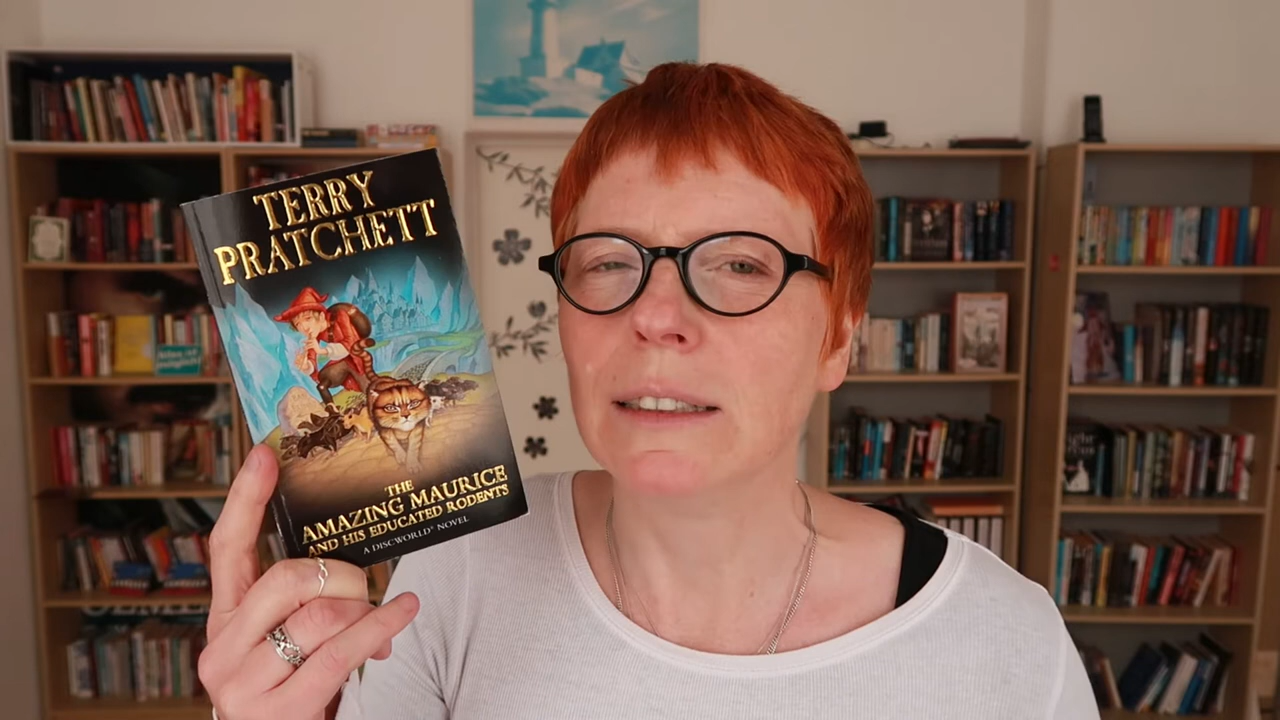 TERRY
PRATCHETT
THE
AMAZING MAURICE
AND HIS EDUCATED RODENTS
A DISCWORLD® NOVEL